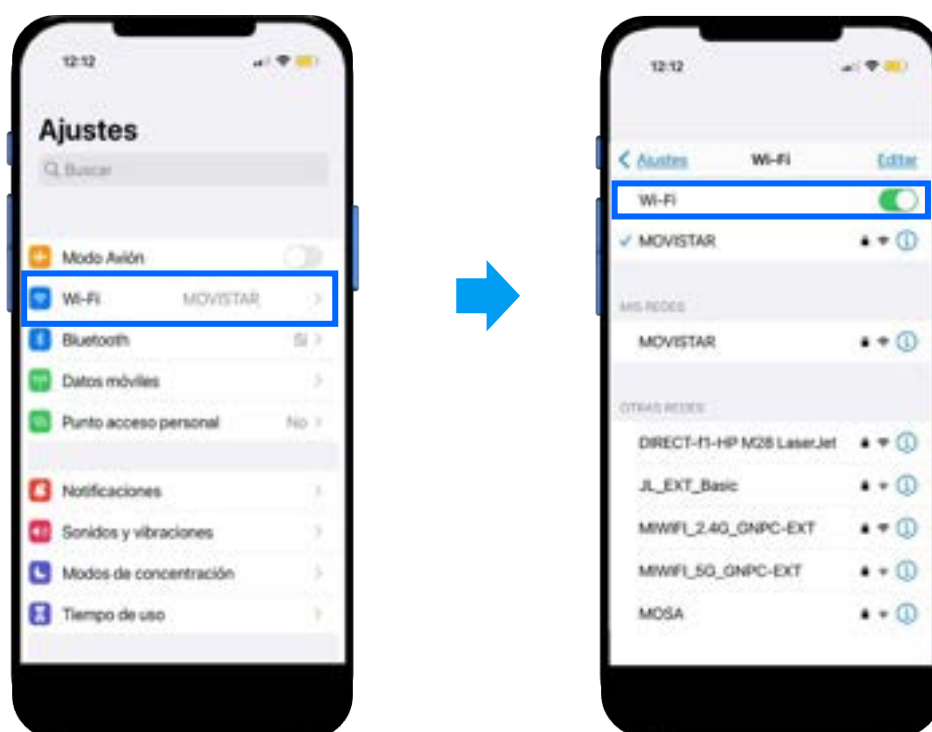 12:12
Ajustes
Buscar
Modo Avión
Wi-Fi MOVISTAR
Bluetooth Sí
Datos móviles
Punto acceso personal No
Notificaciones
Sonidos y vibraciones
Modos de concentración
Tiempo de uso
12:12
Ajustes Wi-Fi Editar
Wi-Fi
MOVISTAR
MIS REDES
MOVISTAR
OTRAS REDES
DIRECT-f1-HP M28 LaserJet
JL_EXT_Basic
MIWIFI_2.4G_GNPC-EXT
MIWIFI_5G_GNPC-EXT
MOSA